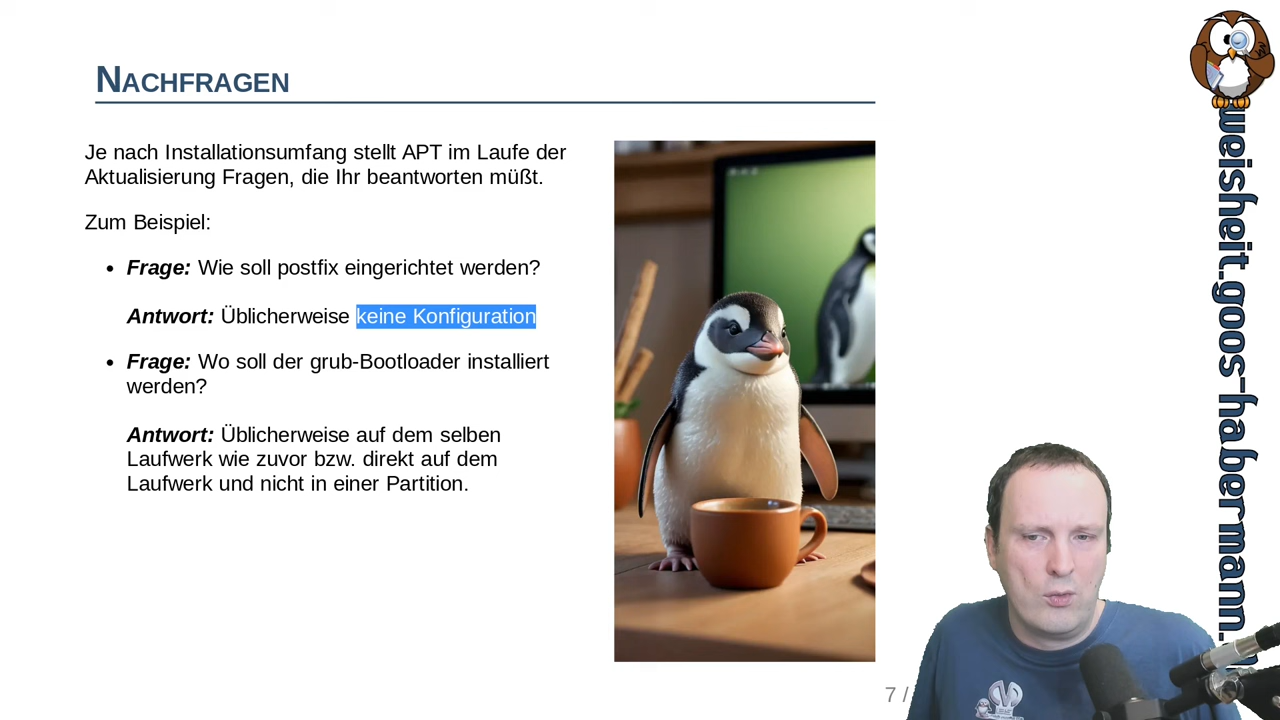 NACHFRAGEN
Je nach Installationsumfang stellt APT im Laufe der
Aktualisierung Fragen, die Ihr beantworten müßt.
Zum Beispiel:
• Frage: Wie soll postfix eingerichtet werden?
Antwort: Üblicherweise keine Konfiguration
• Frage: Wo soll der grub-Bootloader installiert
werden?
Antwort: Üblicherweise auf dem selben
Laufwerk wie zuvor bzw. direkt auf dem
Laufwerk und nicht in einer Partition.
7 /
weisheit.goos-habermann.